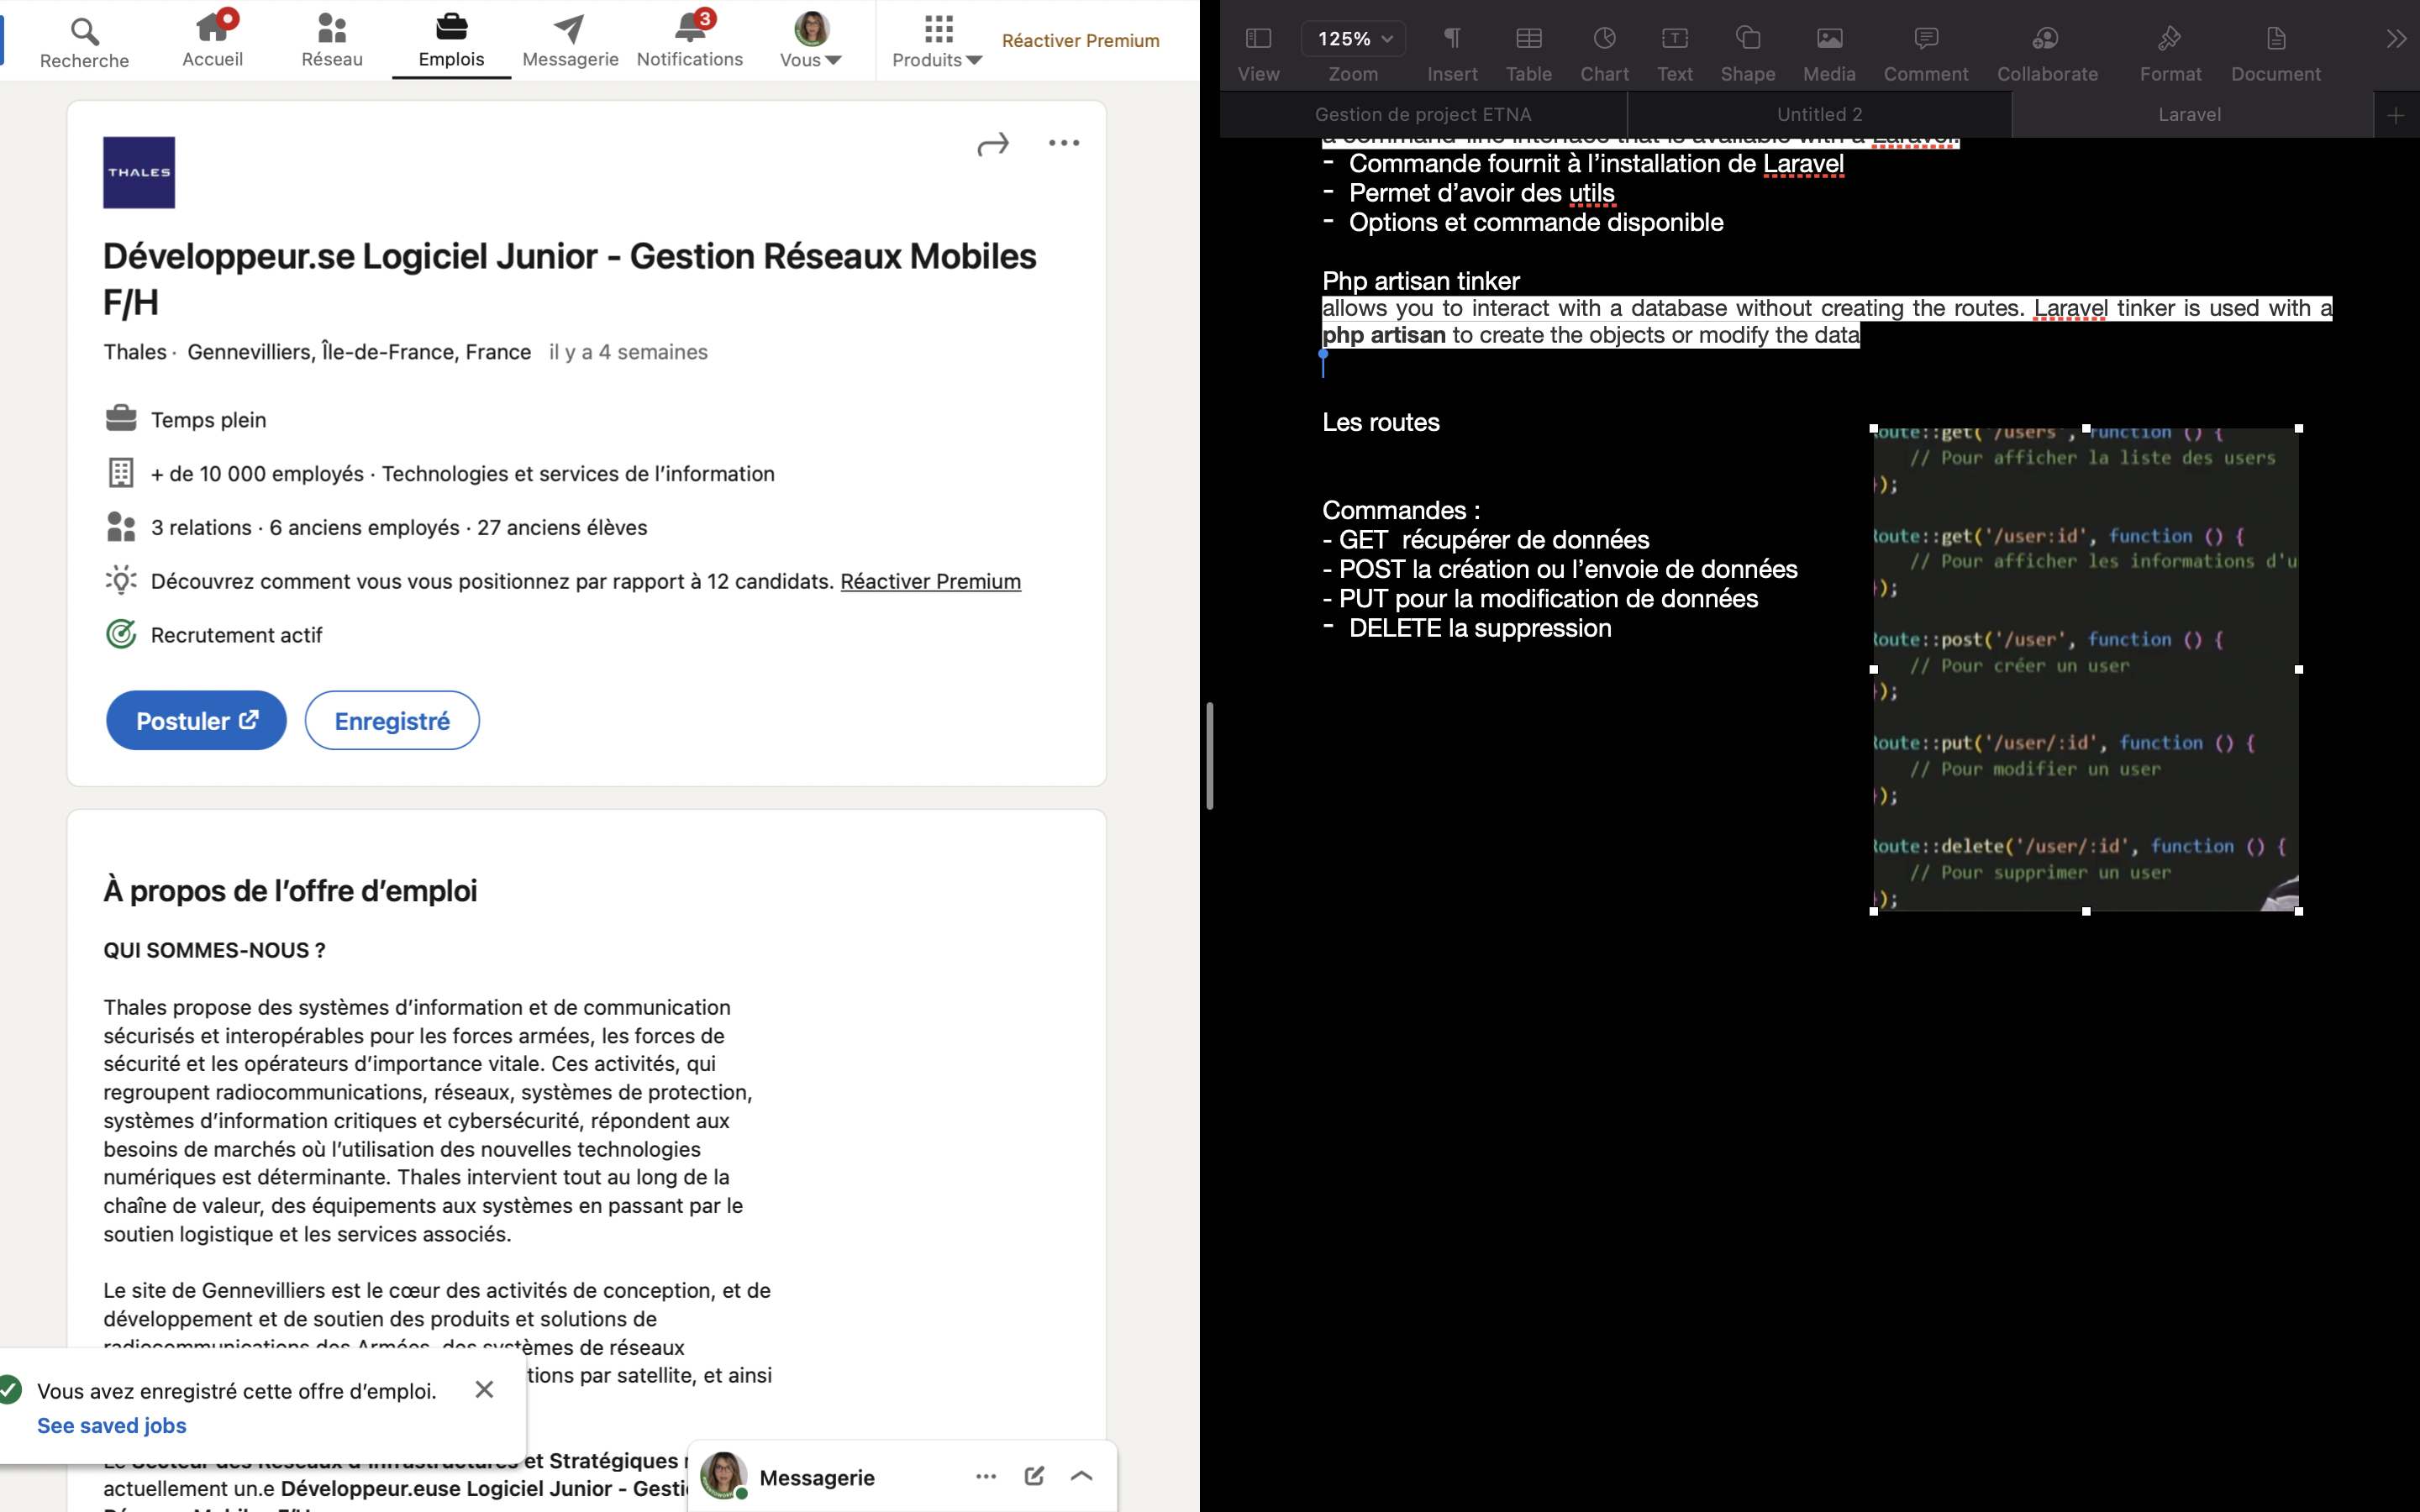 Recherche
Accueil
Réseau
Emplois
Messagerie
3
Notifications
Vous
Produits
Réactiver Premium
THALES
Développeur.se Logiciel Junior - Gestion Réseaux Mobiles
F/H
Thales · Gennevilliers, Île-de-France, France il y a 4 semaines
Temps plein
+ de 10 000 employés · Technologies et services de l'information
3 relations · 6 anciens employés · 27 anciens élèves
Découvrez comment vous vous positionnez par rapport à 12 candidats. Réactiver Premium
Recrutement actif
Postuler
Enregistré
À propos de l'offre d'emploi
QUI SOMMES-NOUS ?
Thales propose des systèmes d'information et de communication
sécurisés et interopérables pour les forces armées, les forces de
sécurité et les opérateurs d'importance vitale. Ces activités, qui
regroupent radiocommunications, réseaux, systèmes de protection,
systèmes d'information critiques et cybersécurité, répondent aux
besoins de marchés où l'utilisation des nouvelles technologies
numériques est déterminante. Thales intervient tout au long de la
chaîne de valeur, des équipements aux systèmes en passant par le
soutien logistique et les services associés.
Le site de Gennevilliers est le cœur des activités de conception, et de
développement et de soutien des produits et solutions de
radiocommunications des Armées, des systèmes de réseaux
tions par satellite, et ainsi
Vous avez enregistré cette offre d'emploi.
See saved jobs
Le Secteur des Réseaux d'Infrastructures et Stratégiques
actuellement un.e Développeur.euse Logiciel Junior - Gesti
Messagerie
View
125%
Zoom
Insert
Table
Chart
Text
Shape
Media
Comment
Collaborate
Format
Document
Gestion de project ETNA
Untitled 2
Laravel
a command line interface that is available with a Laravel.
- Commande fournit à l'installation de Laravel
- Permet d'avoir des utils
- Options et commande disponible
Php artisan tinker
allows you to interact with a database without creating the routes. Laravel tinker is used with a
php artisan to create the objects or modify the data
Les routes
Commandes :
- GET récupérer de données
- POST la création ou l'envoie de données
- PUT pour la modification de données
- DELETE la suppression
Route::get('/users', function () {
// Pour afficher la liste des users
});
Route::get('/user:id', function () {
// Pour afficher les informations d'u
});
Route::post('/user', function () {
// Pour créer un user
});
Route::put('/user/:id', function () {
// Pour modifier un user
});
Route::delete('/user/:id', function () {
// Pour supprimer un user
});